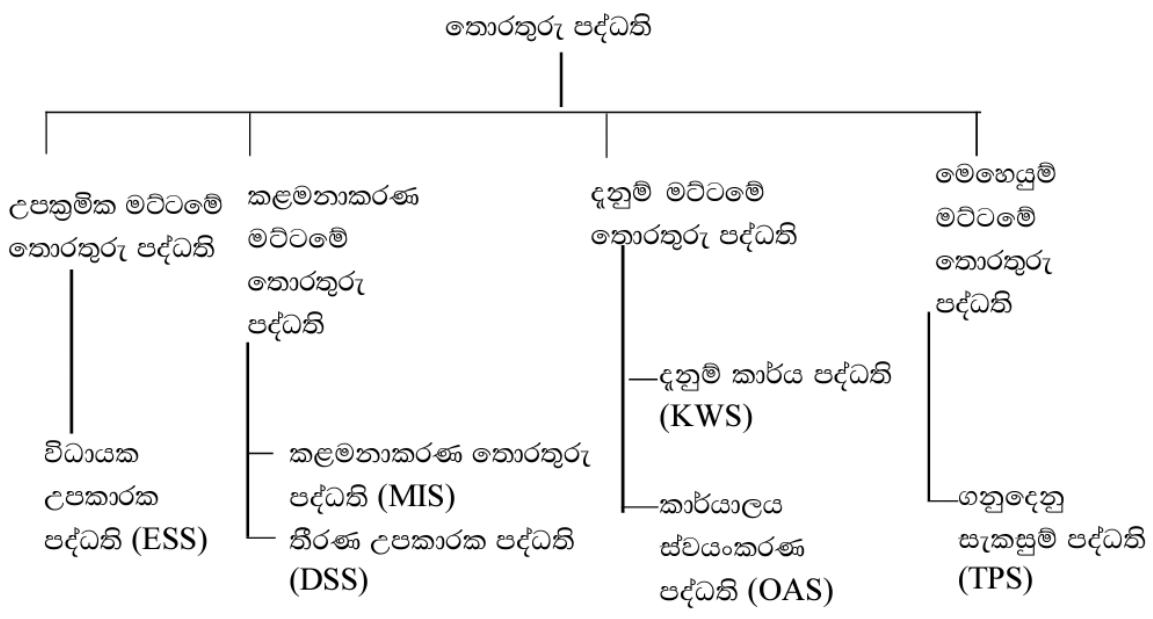 තොරතුරු පද්ධති
උපක්‍රමික මට්ටමේ
තොරතුරු පද්ධති
කළමනාකරණ
මට්ටමේ
තොරතුරු
පද්ධති
දැනුම් මට්ටමේ
තොරතුරු පද්ධති
මෙහෙයුම්
මට්ටමේ
තොරතුරු
පද්ධති
විධායක
උපකාරක
පද්ධති (ESS)
කළමනාකරණ තොරතුරු
පද්ධති (MIS)
තීරණ උපකාරක පද්ධති
(DSS)
දැනුම් කාර්ය පද්ධති
(KWS)
කාර්යාලය
ස්වයංකරණ
පද්ධති (OAS)
ගනුදෙනු
සැකසුම් පද්ධති
(TPS)